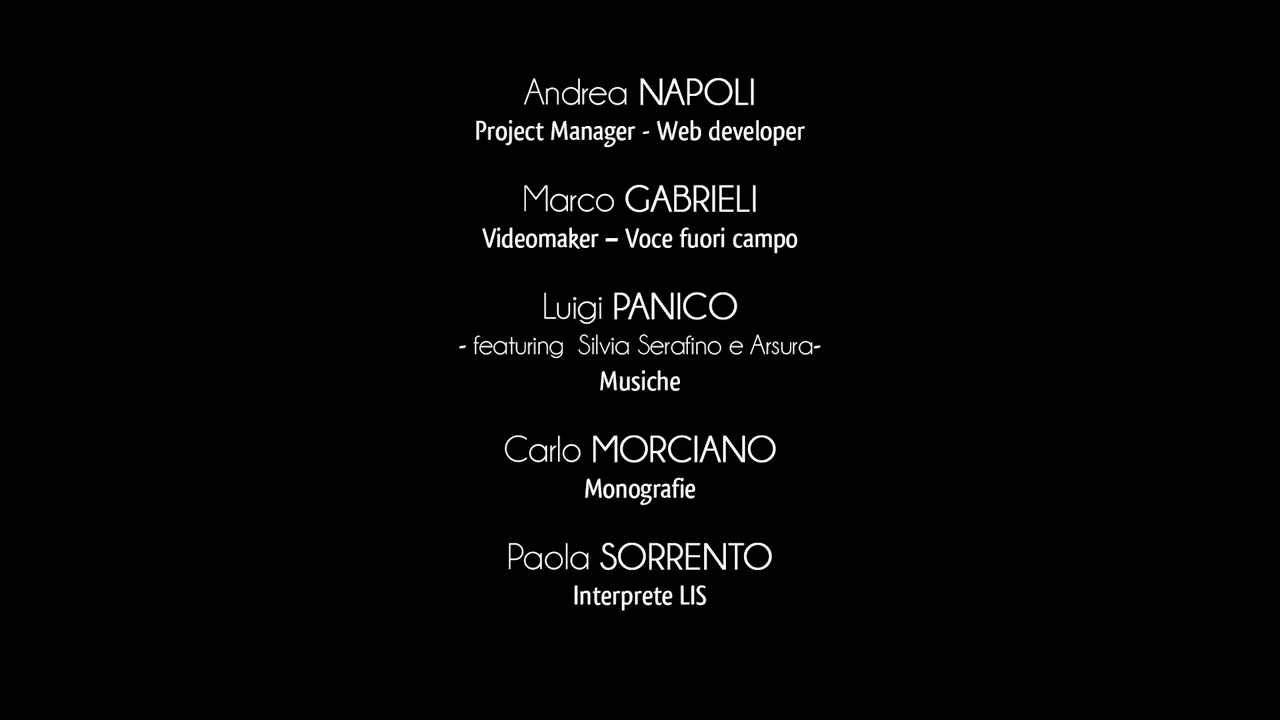 Andrea NAPOLI
Project Manager - Web developer
Marco GABRIELI
Videomaker – Voce fuori campo
Luigi PANICO
- featuring  Silvia Serafino e Arsura-
Musiche
Carlo MORCIANO
Monografie
Paola SORRENTO
Interprete LIS